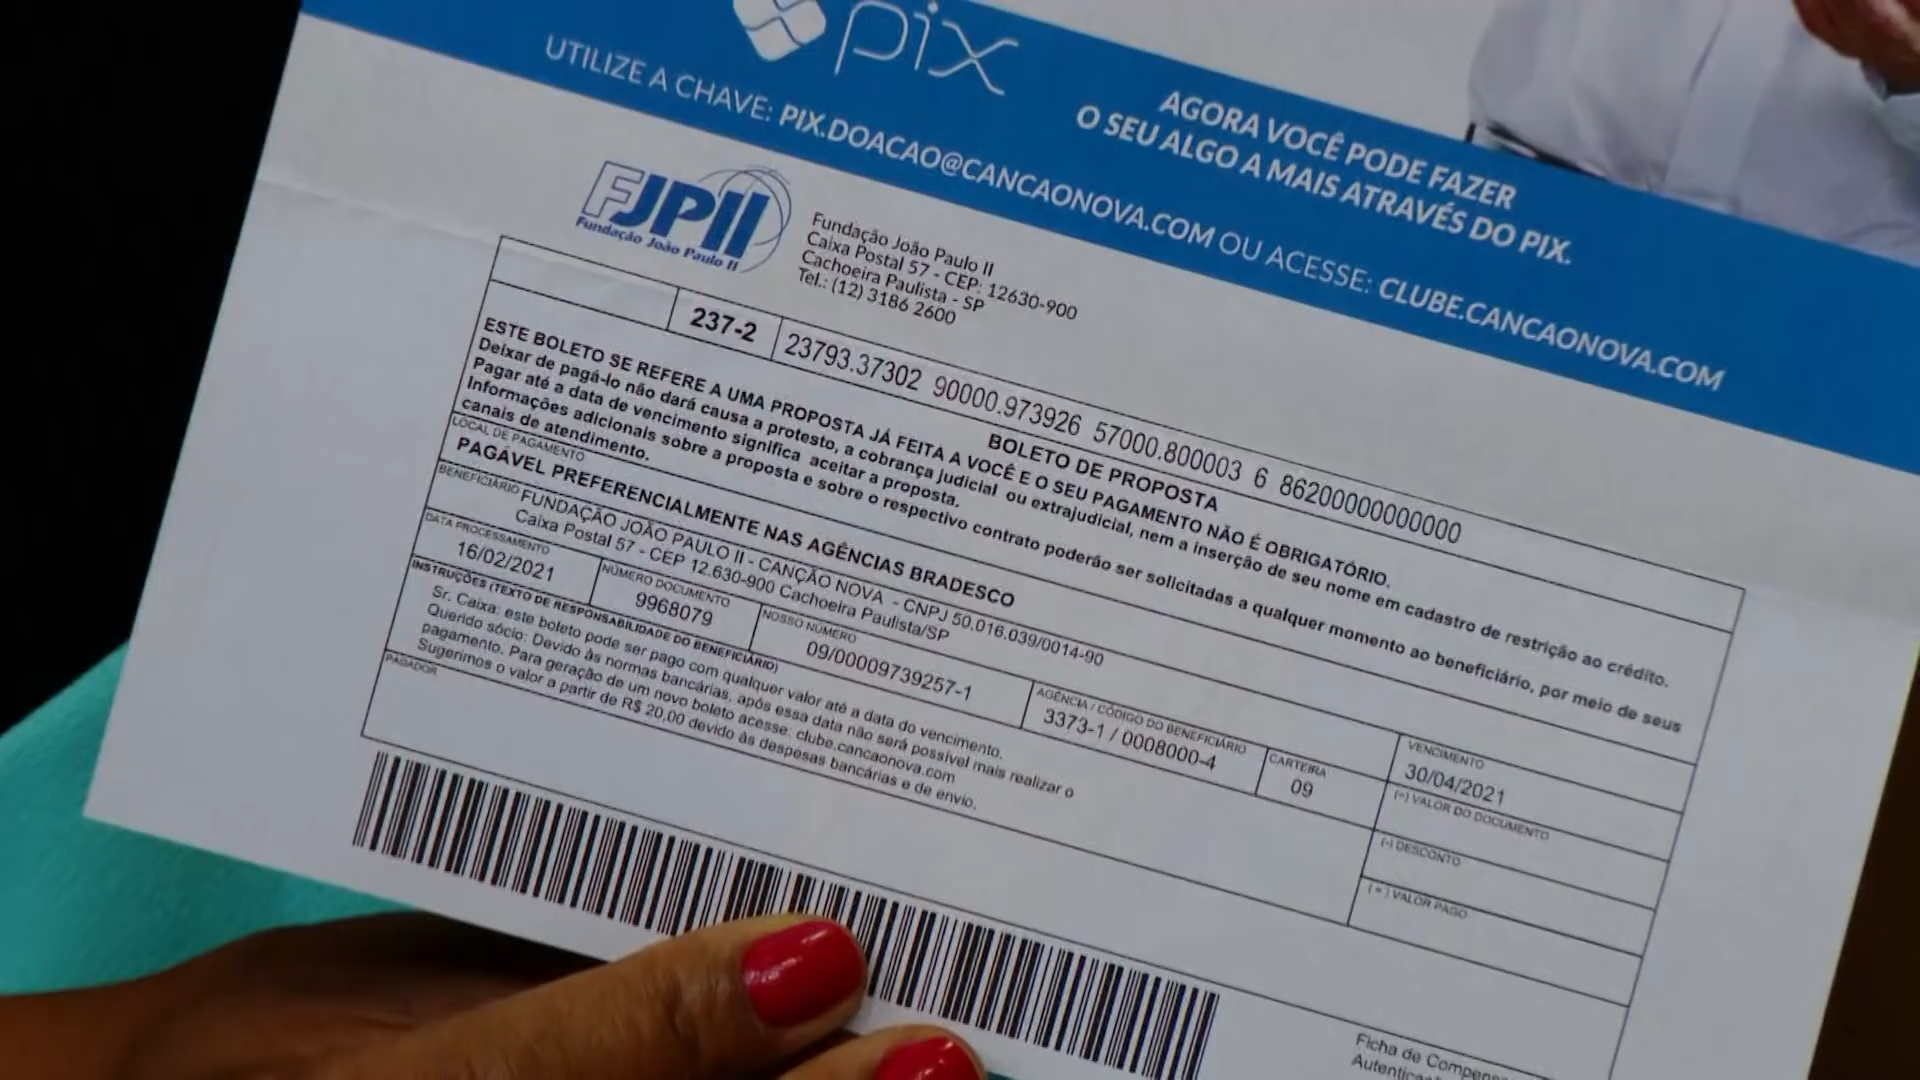 pix
UTILIZE A CHAVE: PIX.DOACAO@CANCAONOVA.COM OU ACESSE: CLUBE.CANCAONOVA.COM
AGORA VOCÊ PODE FAZER
O SEU ALGO A MAIS ATRAVÉS DO PIX.
FJPII
Fundação João Paulo II
Fundação João Paulo II
Caixa Postal 57 - CEP: 12630-900
Cachoeira Paulista - SP
Tel.: (12) 3186 2600
237-2
23793.37302 90000.973926 57000.800003 6 86200000000000
BOLETO DE PROPOSTA
ESTE BOLETO SE REFERE A UMA PROPOSTA JÁ FEITA A VOCÊ E O SEU PAGAMENTO NÃO É OBRIGATÓRIO.
Deixar de pagá-lo não dará causa a protesto, a cobrança judicial ou extrajudicial, nem a inserção de seu nome em cadastro de restrição ao crédito.
Pagar até a data de vencimento significa aceitar a proposta.
Informações adicionais sobre a proposta e sobre o respectivo contrato poderão ser solicitadas a qualquer momento ao beneficiário, por meio de seus
canais de atendimento.
LOCAL DE PAGAMENTO
PAGÁVEL PREFERENCIALMENTE NAS AGÊNCIAS BRADESCO
BENEFICIÁRIO
FUNDAÇÃO JOÃO PAULO II - CANÇÃO NOVA - CNPJ 50.016.039/0014-90
Caixa Postal 57 - CEP 12.630-900 Cachoeira Paulista/SP
DATA PROCESSAMENTO
16/02/2021
NÚMERO DOCUMENTO
9968079
NOSSO NÚMERO
09/00009739257-1
AGÊNCIA / CÓDIGO DO BENEFICIÁRIO
3373-1 / 0008000-4
CARTEIRA
09
VENCIMENTO
30/04/2021
INSTRUÇÕES (TEXTO DE RESPONSABILIDADE DO BENEFICIÁRIO)
Sr. Caixa: este boleto pode ser pago com qualquer valor até a data do vencimento.
Querido sócio: Devido às normas bancárias, após essa data não será possível mais realizar o
pagamento. Para geração de um novo boleto acesse: clube.cancaonova.com
Sugerimos o valor a partir de R$ 20,00 devido às despesas bancárias e de envio.
(=) VALOR DO DOCUMENTO
(-) DESCONTO
(=) VALOR PAGO
PAGADOR
Ficha de Compens
Autentica